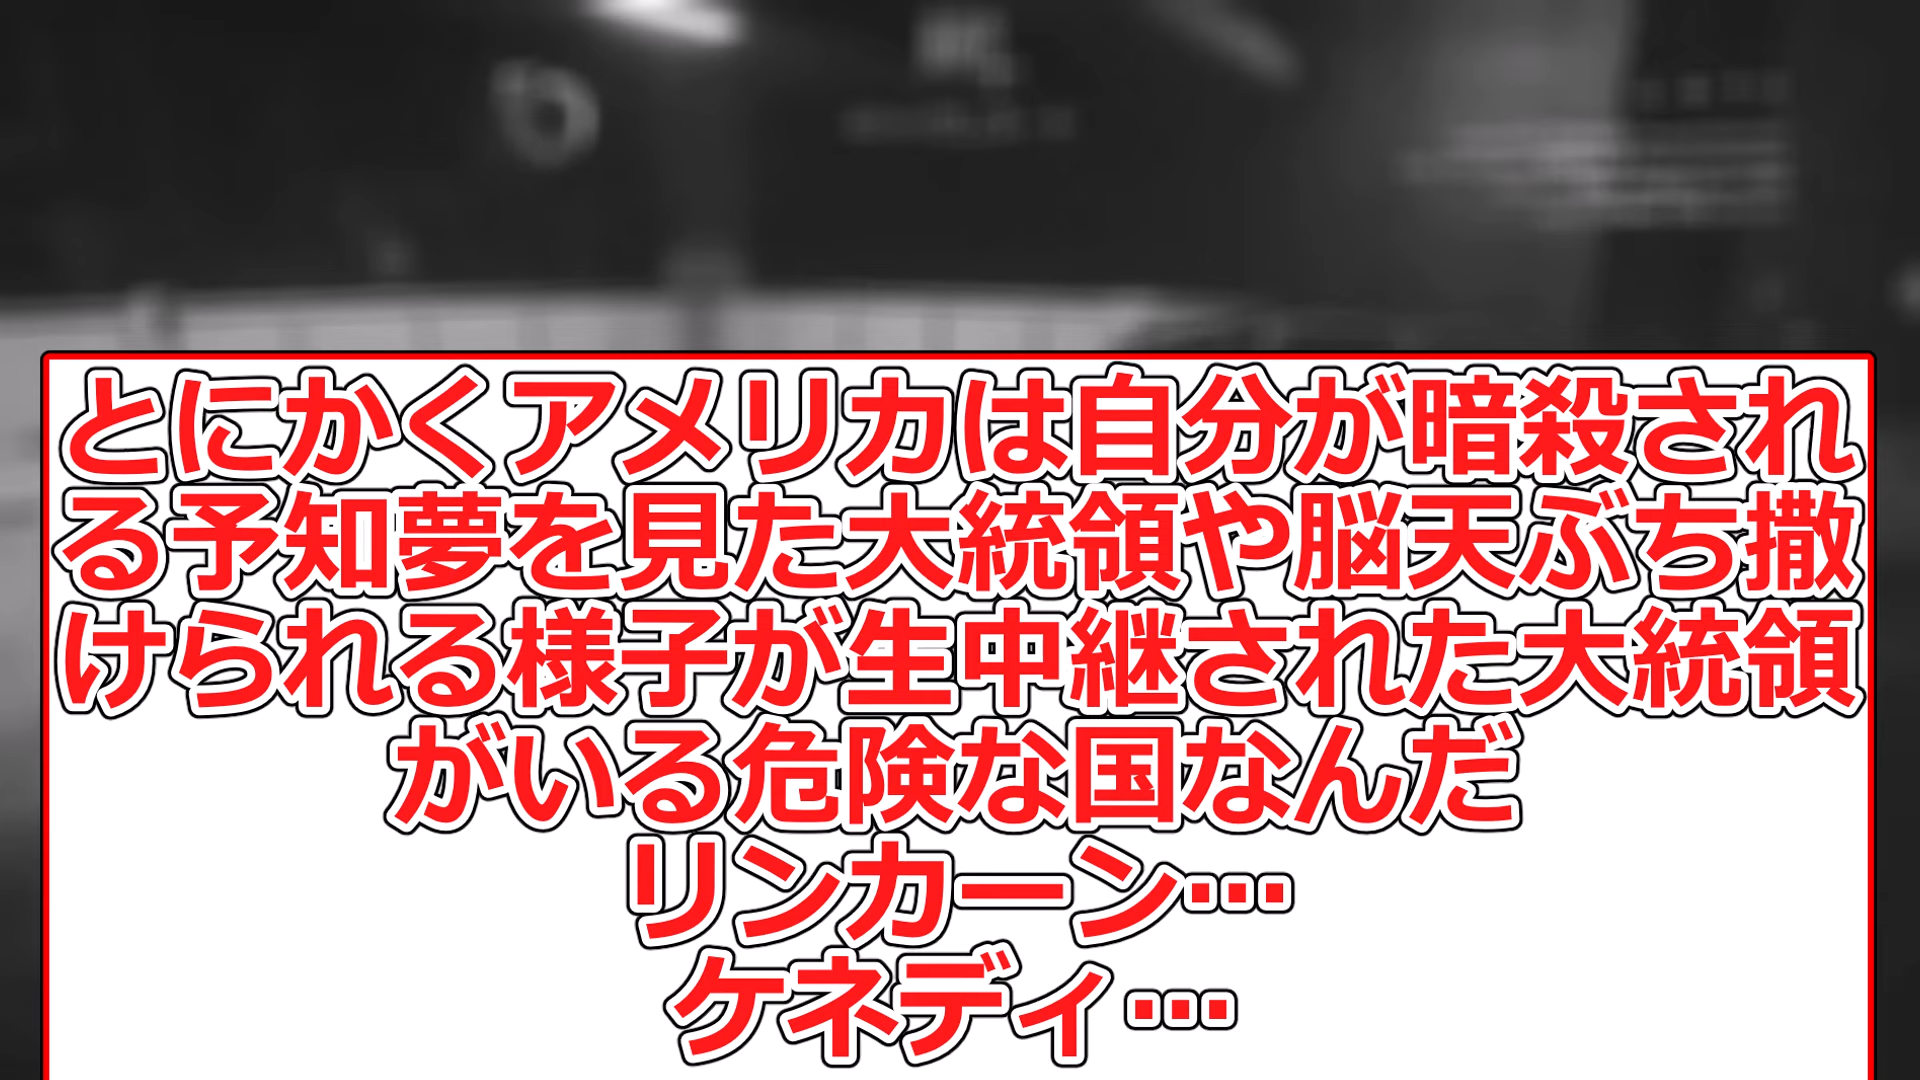 とにかくアメリカは自分が暗殺され
る予知夢を見た大統領や脳天ぶち撒
けられる様子が生中継された大統領
がいる危険な国なんだ
リンカーン…
ケネディ…